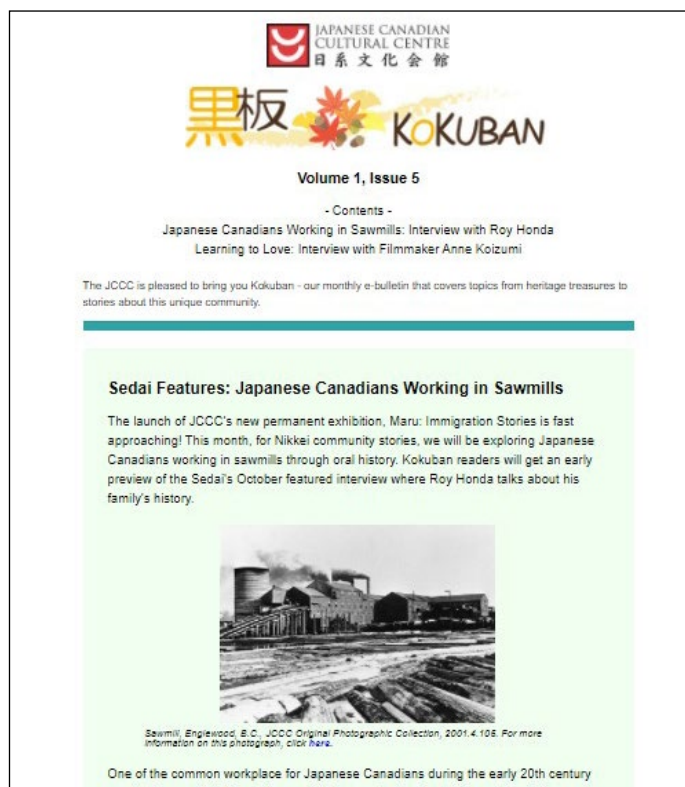 JAPANESE CANADIAN
CULTURAL CENTRE
日系文化会館
黒板 KOKUBAN
Volume 1, Issue 5
- Contents -
Japanese Canadians Working in Sawmills: Interview with Roy Honda
Learning to Love: Interview with Filmmaker Anne Koizumi
The JCCC is pleased to bring you Kokuban - our monthly e-bulletin that covers topics from heritage treasures to
stories about this unique community.
Sedai Features: Japanese Canadians Working in Sawmills
The launch of JCCC's new permanent exhibition, Maru: Immigration Stories is fast
approaching! This month, for Nikkei community stories, we will be exploring Japanese
Canadians working in sawmills through oral history. Kokuban readers will get an early
preview of the Sedai's October featured interview where Roy Honda talks about his
family's history.
Sawmill, Englewood, B.C., JCCC Original Photographic Collection, 2001.4.106. For more
information on this photograph, click here.
One of the common workplace for Japanese Canadians during the early 20th century